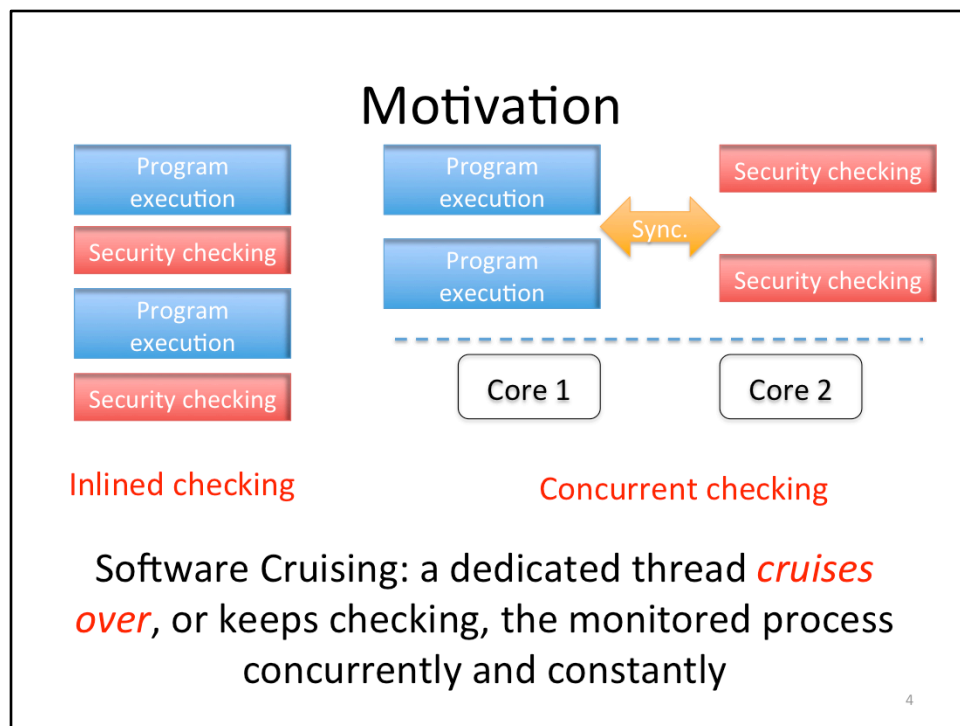 Motivation
Program
execution
Security checking
Program
execution
Security checking
Program
execution
Program
execution
Sync.
Security checking
Security checking
Core 1
Core 2
Inlined checking
Concurrent checking
Software Cruising: a dedicated thread cruises
over, or keeps checking, the monitored process
concurrently and constantly
4